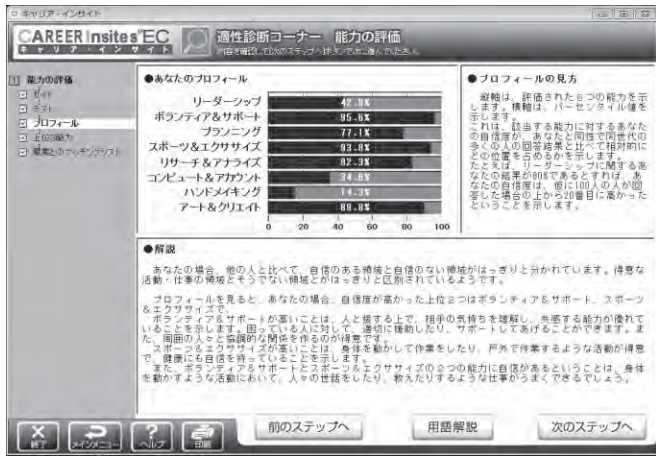 キャリア・インサイト
CAREER Insites EC
キャリア・インサイト
適性診断コーナー 能力の評価
内容を確認して[次のステップへ]ボタンで次に進んでください。
1 能力の評価
ガイド
テスト
プロフィール
上位の能力
職業とのマッチングリスト
●あなたのプロフィール
リーダーシップ 42.8%
ボランティア&サポート 95.6%
プランニング 77.1%
スポーツ&エクササイズ 93.8%
リサーチ&アナライズ 82.3%
コンピュート&アカウント 34.6%
ハンドメイキング 14.3%
アート&クリエイト 89.8%
0 20 40 60 80 100
●プロフィールの見方
縦軸は、評価された8つの能力を示
します。横軸は、パーセンタイル値を
示します。
これは、該当する能力に対するあなた
の自信度が、あなたと同性で同世代の
多くの人の回答結果と比べて相対的に
どの位置を占めるかを示します。
たとえば、リーダーシップに関するあ
なたの結果が80%であるとすれば、あ
なたの自信度は、仮に100人の人が回
答した場合の上から20番目に高かった
ということを示します。
●解説
あなたの場合、他の人と比べて、自信のある領域と自信のない領域がはっきりと分かれています。得意な
活動・仕事の領域とそうでない領域とがはっきりと区別されているようです。
プロフィールを見ると、あなたの場合、自信度が高かった上位2つはボランティア&サポート、スポーツ
&エクササイズで、
ボランティア&サポートが高いことは、人と接する上で、相手の気持ちを理解し、共感する能力が優れて
いることを示します。困っている人に対して、適切に援助したり、サポートしてあげることができます。ま
た、周囲の人々と協調的な関係を作るのが得意です。
スポーツ&エクササイズが高いことは、身体を動かして作業をしたり、戸外で作業するような活動が得意
で、健康にも自信を持っていることを示します。
また、ボランティア&サポートとスポーツ&エクササイズの2つの能力に自信があるということは、身体
を動かすような活動において、人々の世話をしたり、教えたりするような仕事がうまくできるでしょう。
終了
メインメニュー
ヘルプ
印刷
前のステップへ
用語解説
次のステップへ